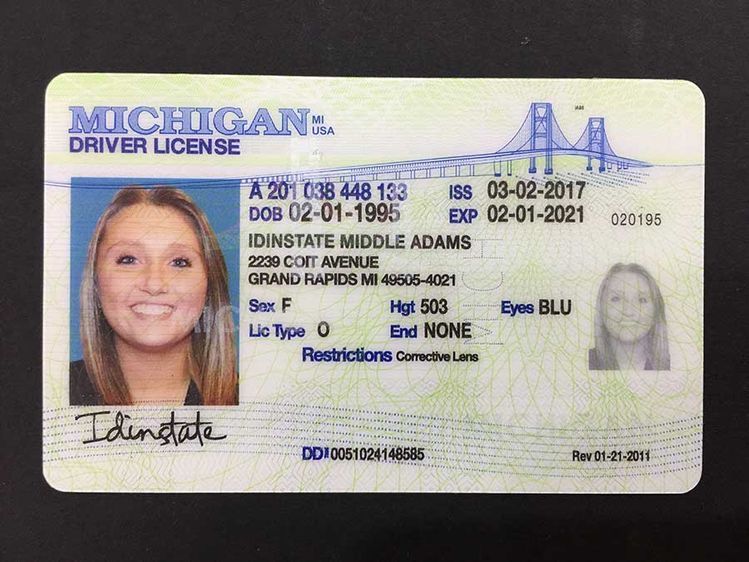 MICHIGAN MI USA
DRIVER LICENSE
A 201 038 448 133 ISS 03-02-2017
DOB 02-01-1995 EXP 02-01-2021 020195
IDINSTATE MIDDLE ADAMS
2239 COIT AVENUE
GRAND RAPIDS MI 49505-4021
Sex F Hgt 503 Eyes BLU
Lic Type O End NONE
Restrictions Corrective Lens
Idinstate
DD 0051024148585 Rev 01-21-2011